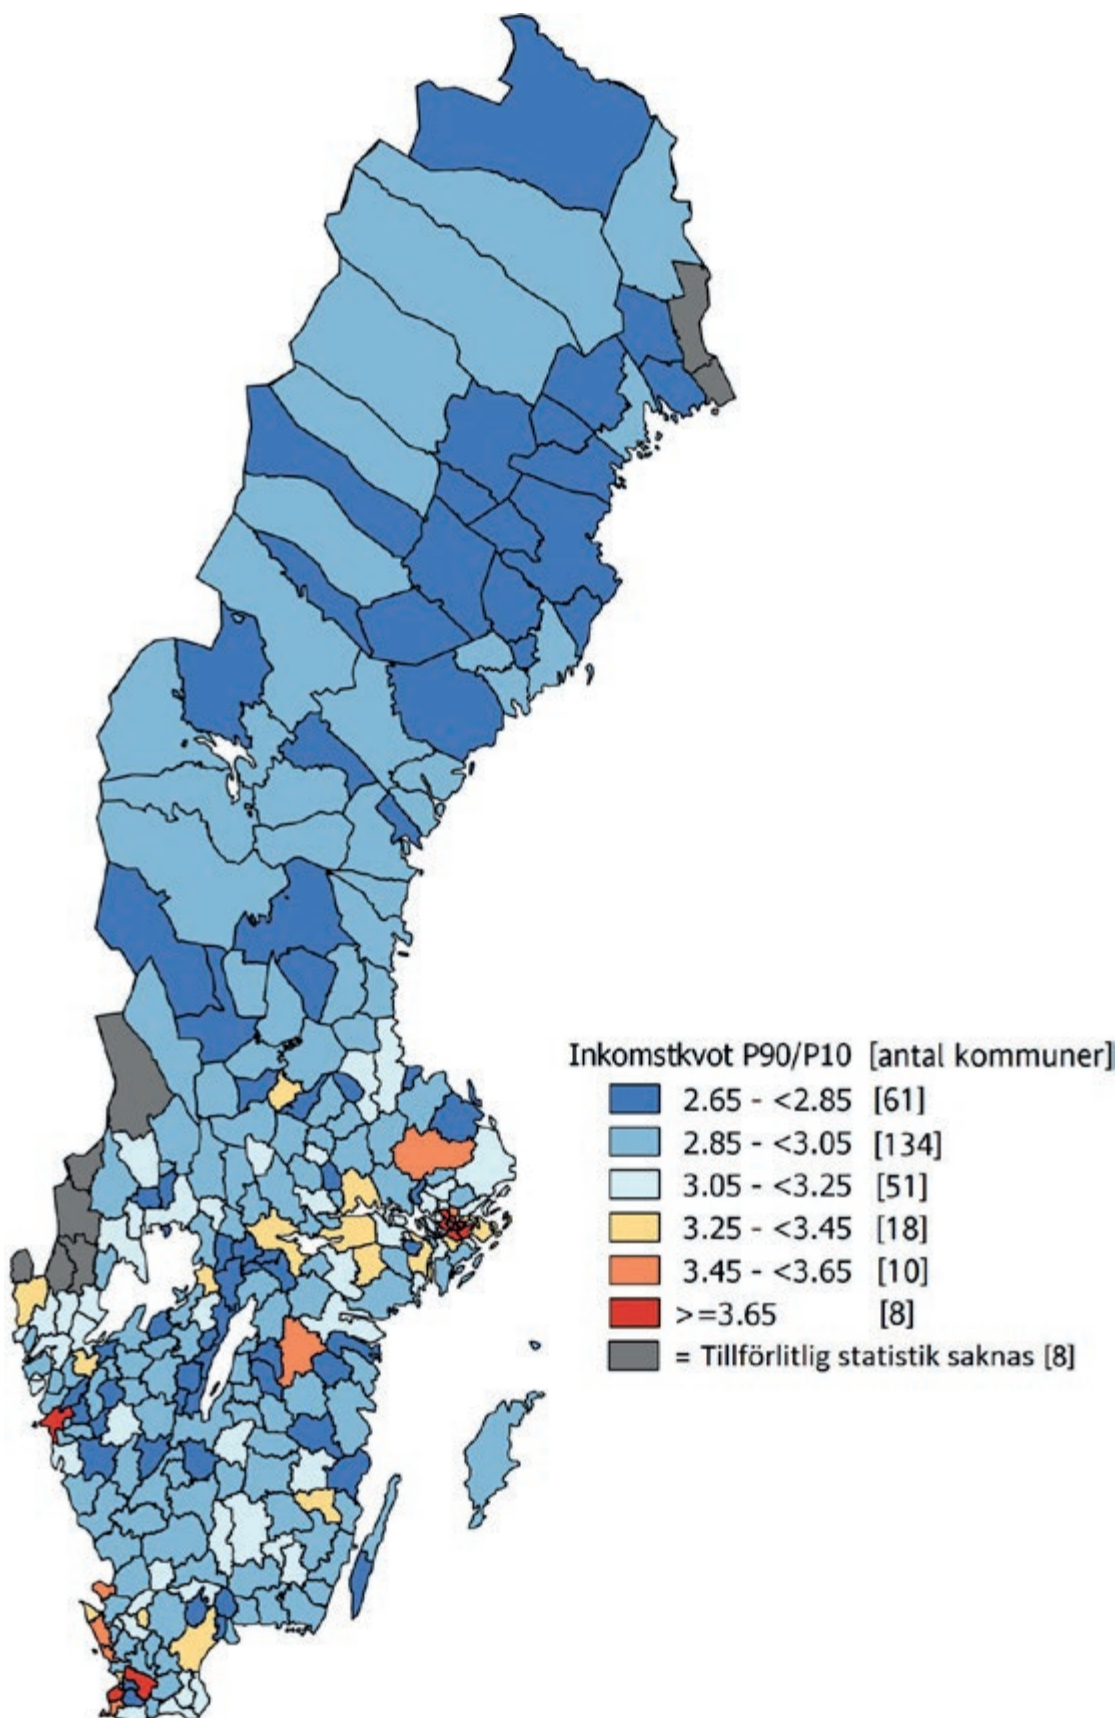 Inkomstkvot P90/P10 [antal kommuner]
2.65 - <2.85 [61]
2.85 - <3.05 [134]
3.05 - <3.25 [51]
3.25 - <3.45 [18]
3.45 - <3.65 [10]
>=3.65 [8]
= Tillförlitlig statistik saknas [8]